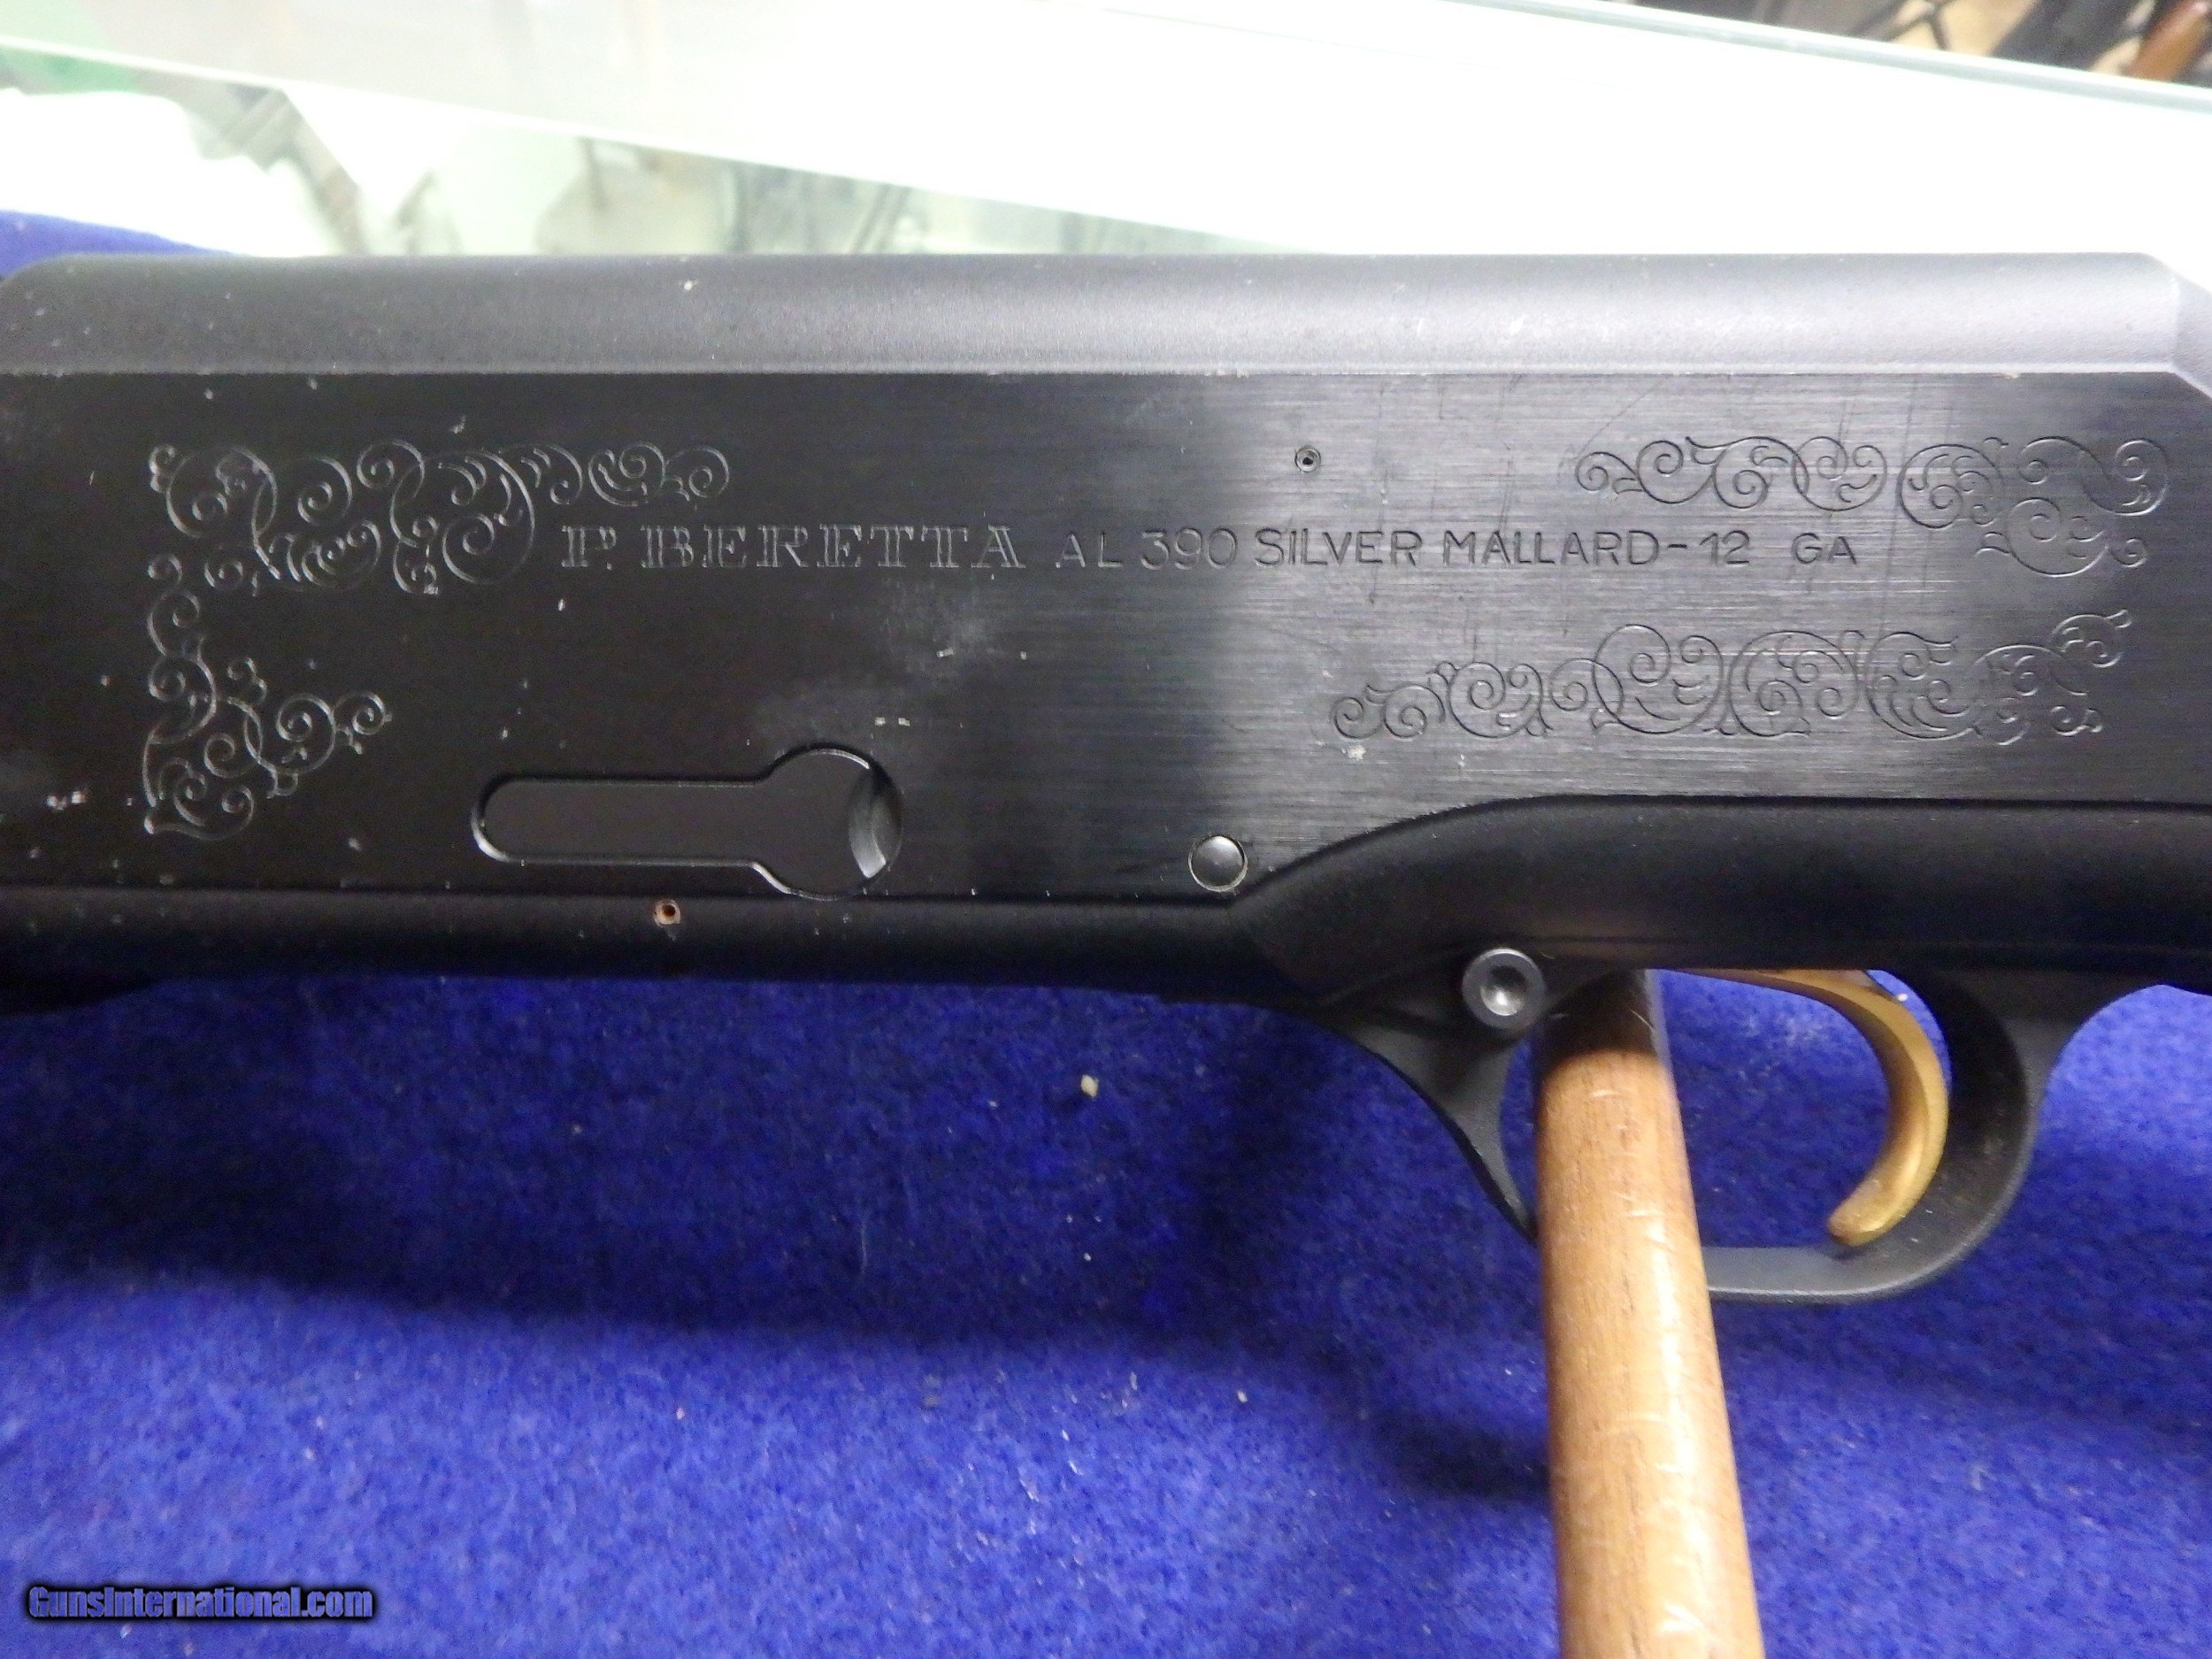 P. BERETTA AL 390 SILVER MALLARD-12 GA
GunsInternational.com